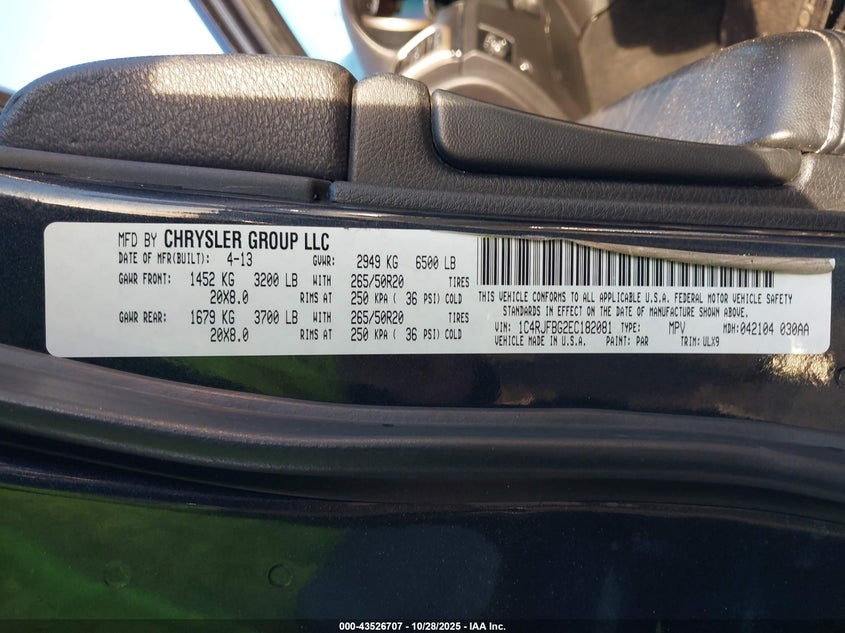 MFD BY CHRYSLER GROUP LLC
DATE OF MFR(BUILT): 4-13 GVWR: 2949 KG 6500 LB
GAWR FRONT: 1452 KG 3200 LB WITH 265/50R20 TIRES
20X8.0 RIMS AT 250 KPA ( 36 PSI) COLD
GAWR REAR: 1679 KG 3700 LB WITH 265/50R20 TIRES
20X8.0 RIMS AT 250 KPA ( 36 PSI) COLD
THIS VEHICLE CONFORMS TO ALL APPLICABLE U.S.A. FEDERAL MOTOR VEHICLE SAFETY
STANDARDS IN EFFECT ON THE DATE OF MANUFACTURE SHOWN ABOVE.
VIN: 1C4RJFBG2EC182081 TYPE: MPV MDH: 042104 030AA
VEHICLE MADE IN U.S.A. PAINT: PAR TRIM: ULX9
000-43526707 - 10/28/2025 - IAA Inc.